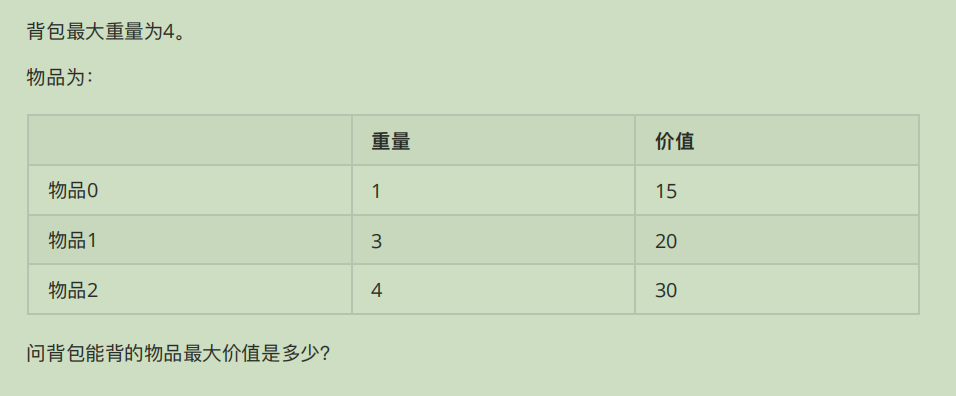 背包最大重量为4。
物品为：
重量 价值
物品0 1 15
物品1 3 20
物品2 4 30
问背包能背的物品最大价值是多少?